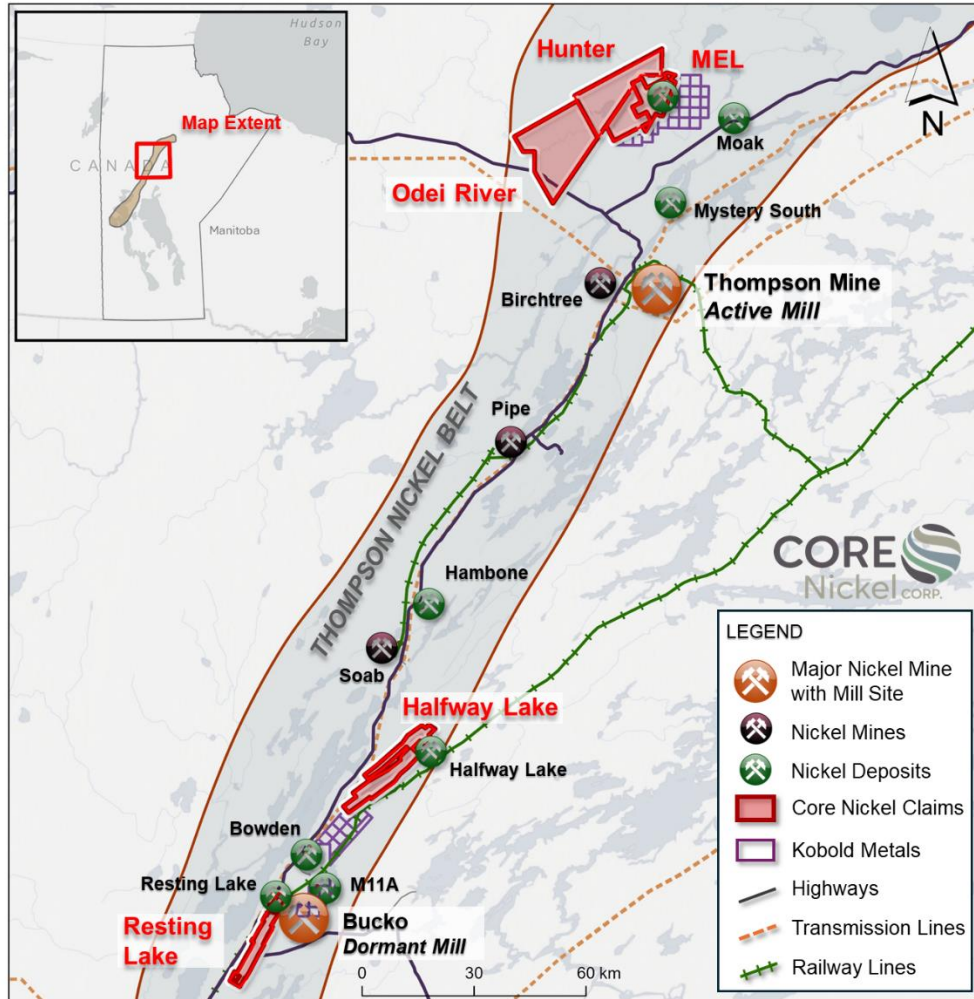 Hudson
Bay
Map Extent
CANADA
Manitoba
Hunter
MEL
N
Moak
Odei River
Mystery South
Birchtree
Thompson Mine
Active Mill
Pipe
THOMPSON NICKEL BELT
CORE
Nickel CORP.
Hambone
Soab
Halfway Lake
Halfway Lake
Bowden
Resting Lake
M11A
Resting
Lake
Bucko
Dormant Mill
0 30 60 km
LEGEND
Major Nickel Mine
with Mill Site
Nickel Mines
Nickel Deposits
Core Nickel Claims
Kobold Metals
Highways
Transmission Lines
Railway Lines